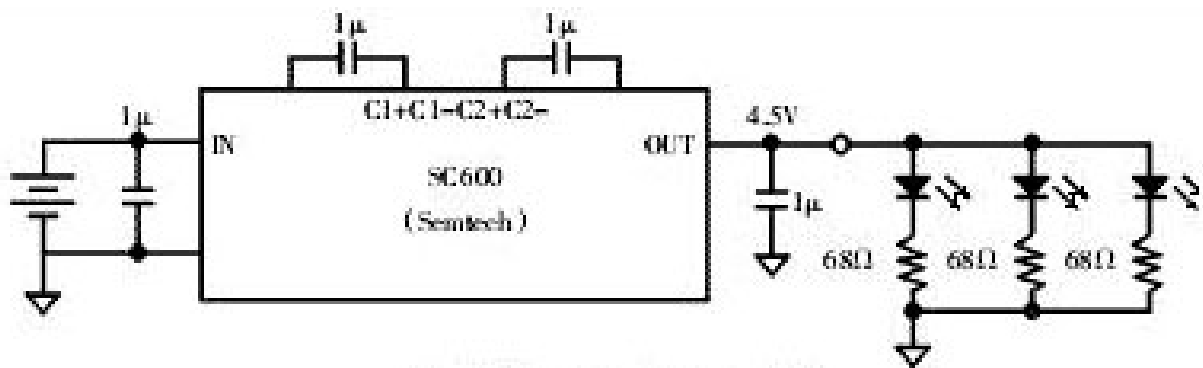 1μ 1μ
C1+C1-C2+C2-
1μ
IN
OUT
4.5V
SC600
(Semtech)
1μ
68Ω 68Ω 68Ω